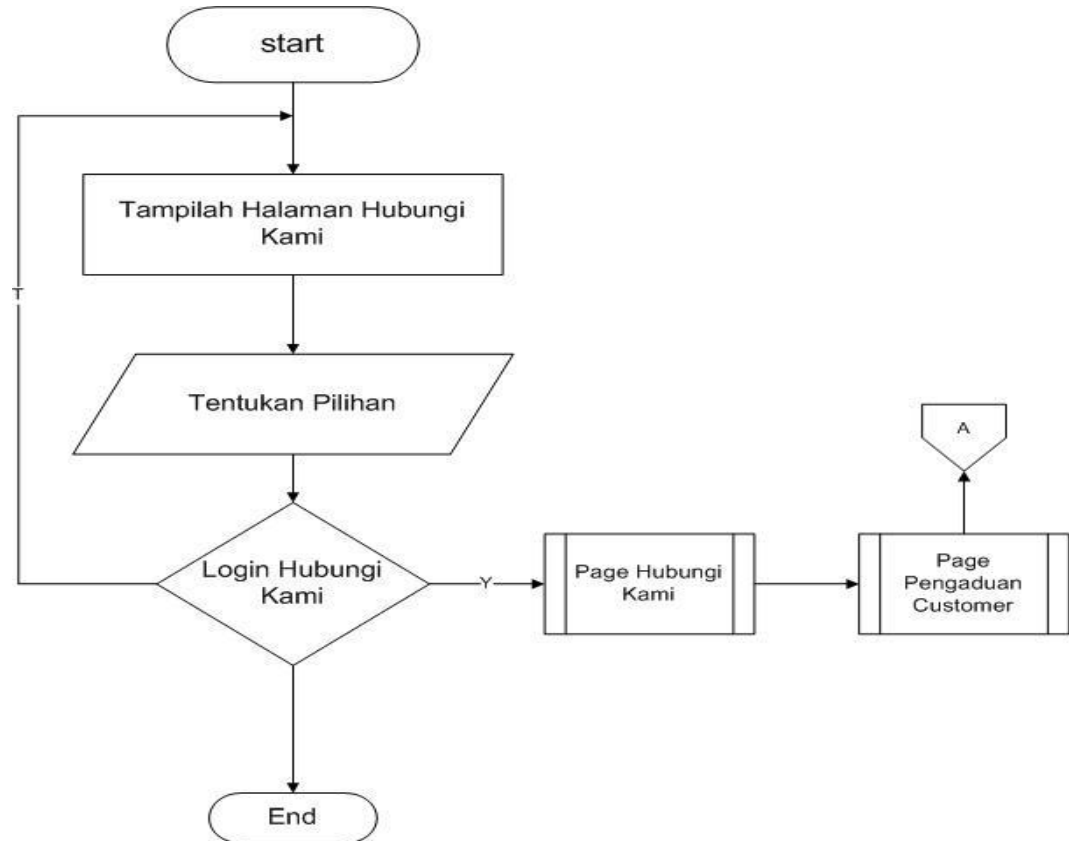 start
Tampilah Halaman Hubungi
Kami
T
Tentukan Pilihan
A
Login Hubungi
Kami
Y
Page Hubungi
Kami
Page
Pengaduan
Customer
End